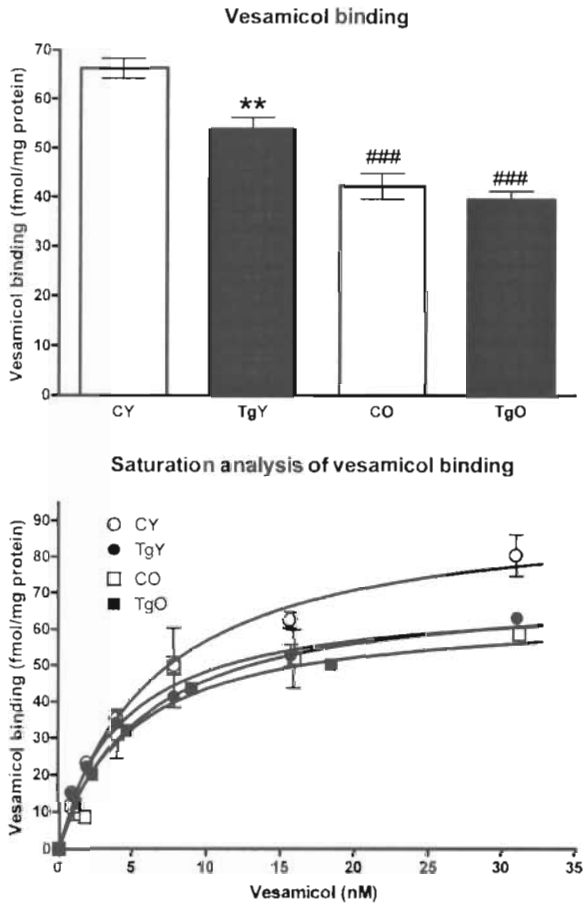 Vesamicol binding
Vesamicol binding (fmol/mg protein)
70
60
50
40
30
20
10
0
**
###
###
CY
TgY
CO
TgO
Saturation analysis of vesamicol binding
Vesamicol binding (fmol/mg protein)
90
80
70
60
50
40
30
20
10
0
CY
TgY
CO
TgO
0
5
10
15
20
25
30
35
Vesamicol (nM)